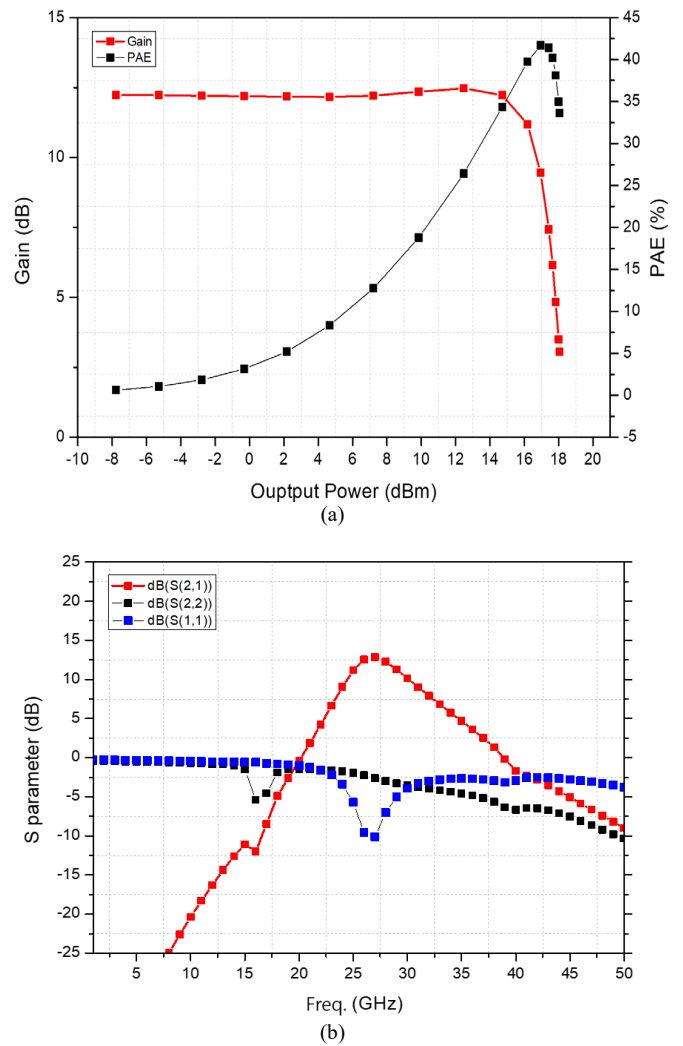 Gain
PAE
15
10
5
0
45
40
35
30
25
20
15
10
5
0
-5
-10 -8 -6 -4 -2 0 2 4 6 8 10 12 14 16 18 20
Gain (dB)
PAE (%)
Ouptput Power (dBm)
(a)
dB(S(2,1))
dB(S(2,2))
dB(S(1,1))
25
20
15
10
5
0
-5
-10
-15
-20
-25
5 10 15 20 25 30 35 40 45 50
S parameter (dB)
Freq. (GHz)
(b)